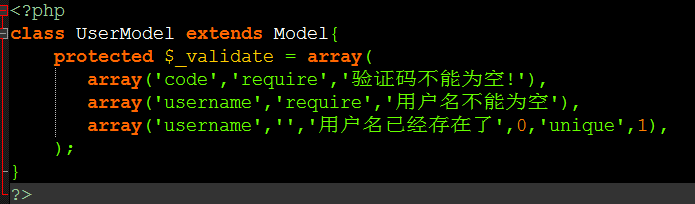 <?php
class UserModel extends Model{
    protected $_validate = array(
       array('code','require','验证码不能为空!'),
       array('username','require','用户名不能为空'),
       array('username','','用户名已经存在了',0,'unique',1),
    );
}
?>